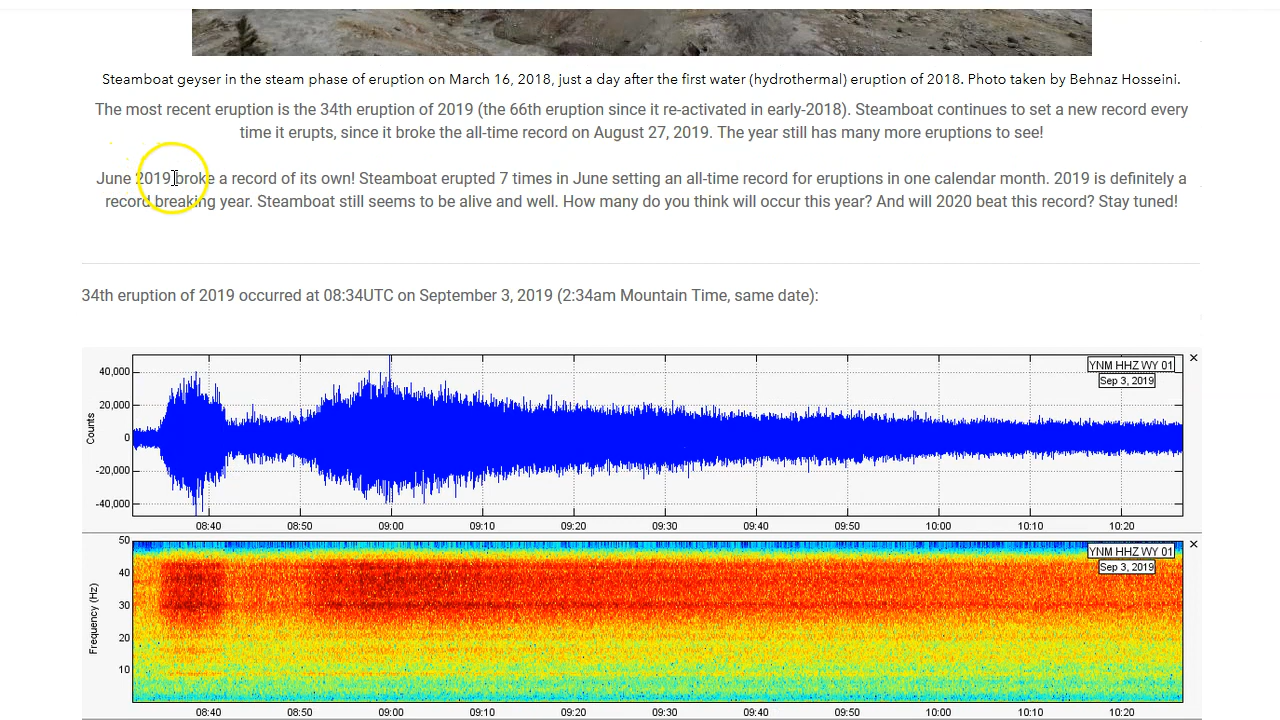 Steamboat geyser in the steam phase of eruption on March 16, 2018, just a day after the first water (hydrothermal) eruption of 2018. Photo taken by Behnaz Hosseini.
The most recent eruption is the 34th eruption of 2019 (the 66th eruption since it re-activated in early-2018). Steamboat continues to set a new record every
time it erupts, since it broke the all-time record on August 27, 2019. The year still has many more eruptions to see!
June 2019 broke a record of its own! Steamboat erupted 7 times in June setting an all-time record for eruptions in one calendar month. 2019 is definitely a
record breaking year. Steamboat still seems to be alive and well. How many do you think will occur this year? And will 2020 beat this record? Stay tuned!
34th eruption of 2019 occurred at 08:34UTC on September 3, 2019 (2:34am Mountain Time, same date):
YNM HHZ WY 01
Sep 3, 2019
40,000
20,000
0
-20,000
-40,000
Counts
08:40 08:50 09:00 09:10 09:20 09:30 09:40 09:50 10:00 10:10 10:20
YNM HHZ WY 01
Sep 3, 2019
50
40
30
20
10
Frequency (Hz)
08:40 08:50 09:00 09:10 09:20 09:30 09:40 09:50 10:00 10:10 10:20